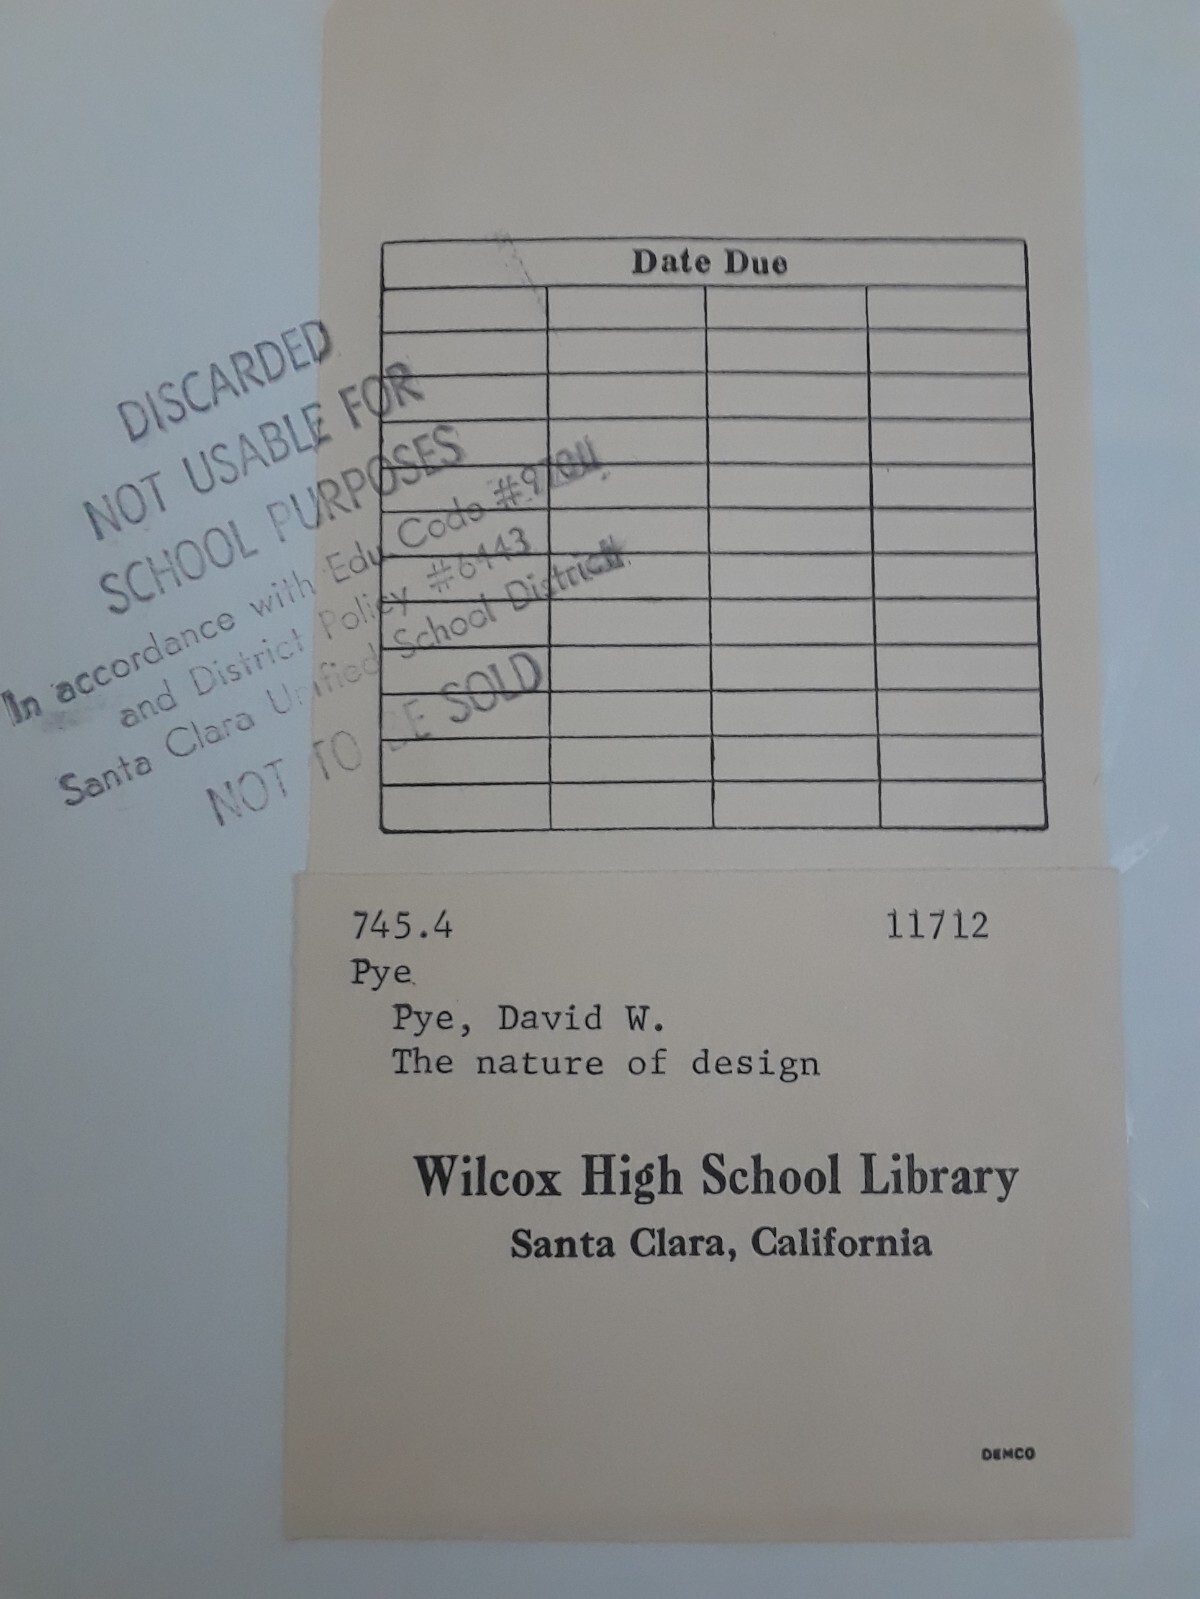 Date Due
DISCARDED
NOT USABLE FOR
SCHOOL PURPOSES
In accordance with Edu Code
and District Policy #6443
Santa Clara Unified School District
NOT TO BE SOLD
745.4 11712
Pye
Pye, David W.
The nature of design
Wilcox High School Library
Santa Clara, California
DEMCO